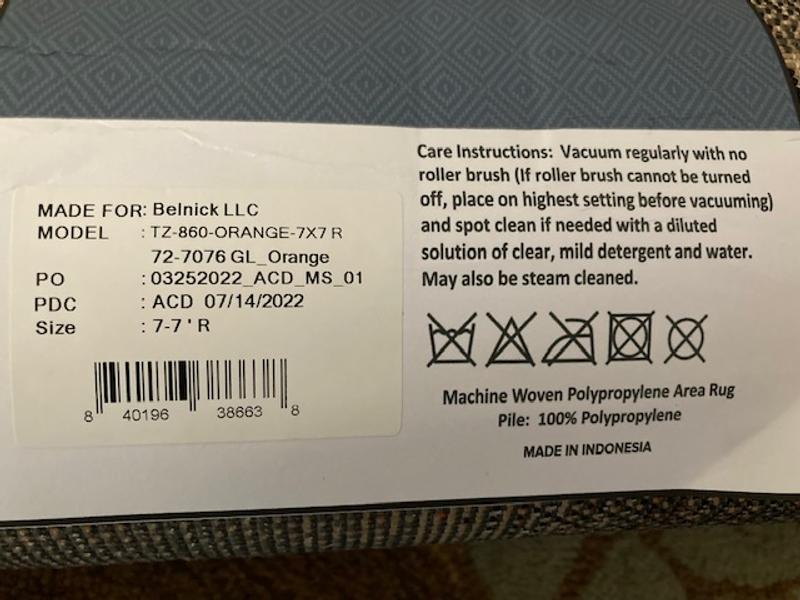 MADE FOR: Belnick LLC
MODEL : TZ-860-ORANGE-7X7 R
72-7076 GL_Orange
PO : 03252022_ACD_MS_01
PDC : ACD 07/14/2022
Size : 7-7 ' R
8 40196 38663 8
Care Instructions: Vacuum regularly with no
roller brush (If roller brush cannot be turned
off, place on highest setting before vacuuming)
and spot clean if needed with a diluted
solution of clear, mild detergent and water.
May also be steam cleaned.
Machine Woven Polypropylene Area Rug
Pile: 100% Polypropylene
MADE IN INDONESIA